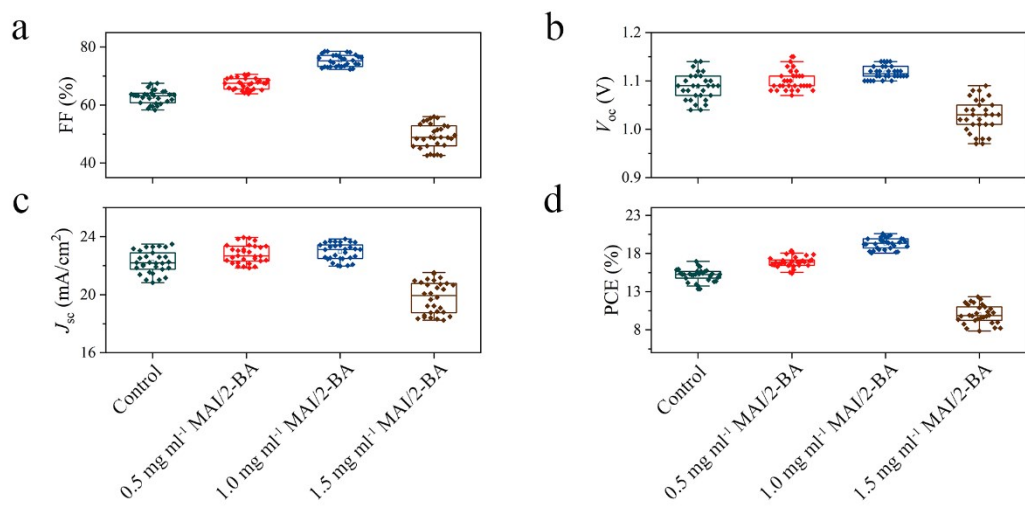 a
80
60
40
FF (%)
b
1.2
1.1
1.0
0.9
Voc (V)
c
24
20
16
Jsc (mA/cm²)
d
23
18
13
8
PCE (%)
Control
0.5 mg ml⁻¹ MAI/2-BA
1.0 mg ml⁻¹ MAI/2-BA
1.5 mg ml⁻¹ MAI/2-BA
Control
0.5 mg ml⁻¹ MAI/2-BA
1.0 mg ml⁻¹ MAI/2-BA
1.5 mg ml⁻¹ MAI/2-BA